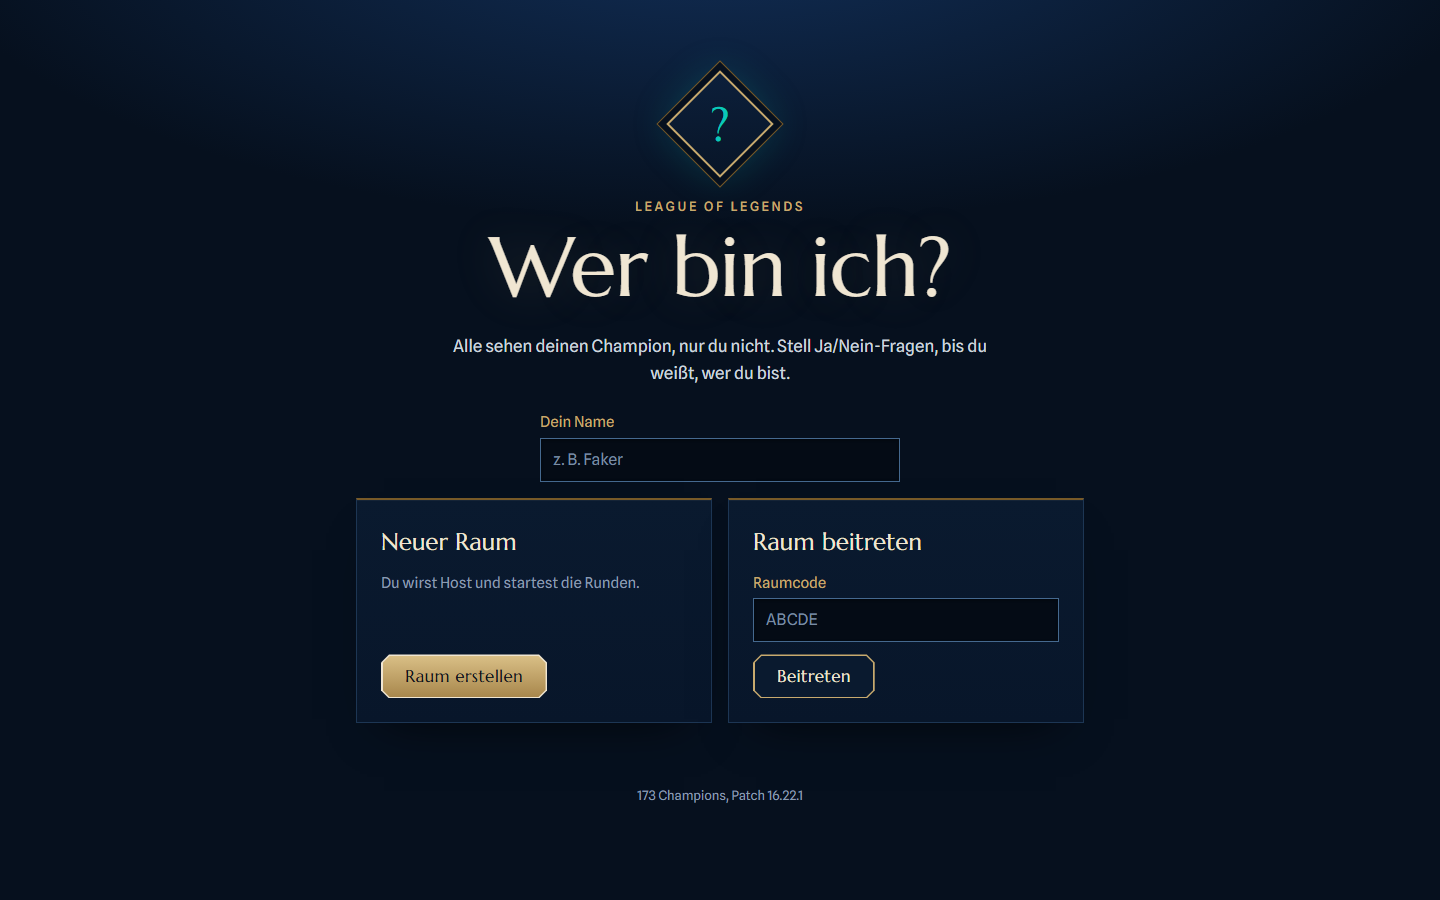 ?
LEAGUE OF LEGENDS
Wer bin ich?
Alle sehen deinen Champion, nur du nicht. Stell Ja/Nein-Fragen, bis du
weißt, wer du bist.
Dein Name
z. B. Faker
Neuer Raum
Du wirst Host und startest die Runden.
Raum erstellen
Raum beitreten
Raumcode
ABCDE
Beitreten
173 Champions, Patch 16.22.1